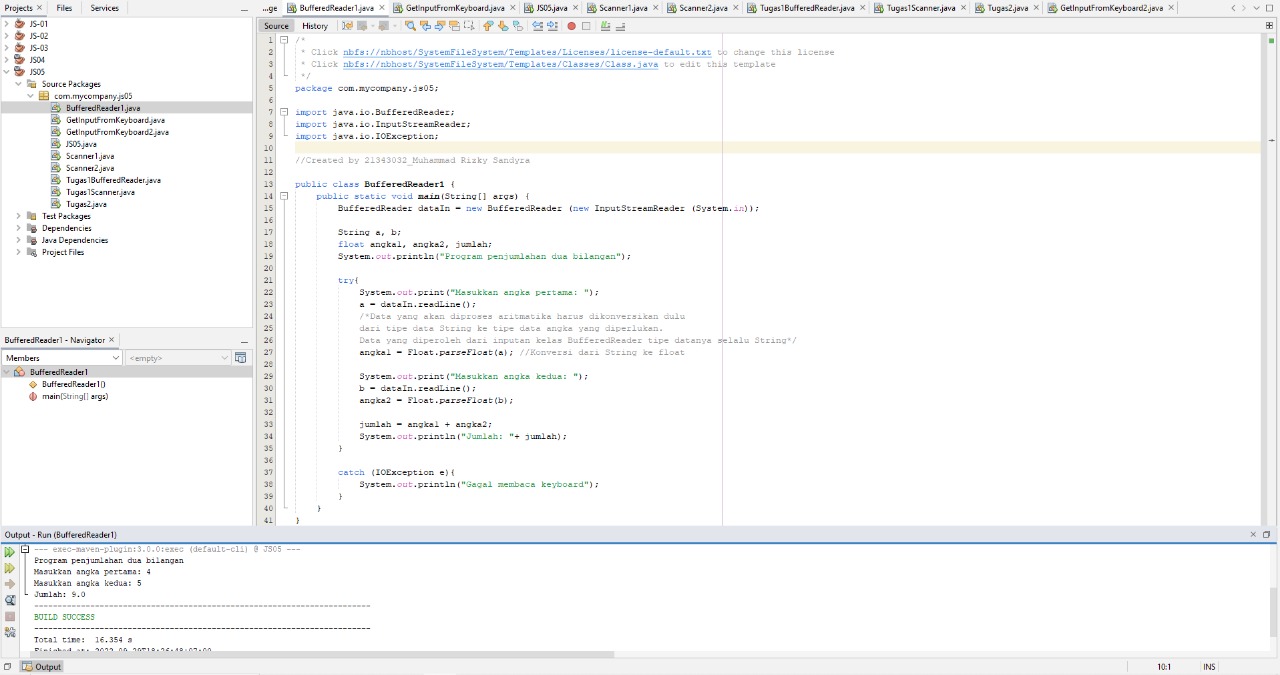 Projects Files Services
JS-01
JS-02
JS-03
JS04
JS05
Source Packages
com.mycompany.js05
BufferedReader1.java
GetInputFromKeyboard.java
GetInputFromKeyboard2.java
JS05.java
Scanner1.java
Scanner2.java
Tugas1BufferedReader.java
Tugas1Scanner.java
Tugas2.java
Test Packages
Dependencies
Java Dependencies
Project Files
BufferedReader1 - Navigator
Members <empty>
BufferedReader1
BufferedReader1()
main(String[] args)
...ge BufferedReader1.java GetInputFromKeyboard.java JS05.java Scanner1.java Scanner2.java Tugas1BufferedReader.java Tugas1Scanner.java Tugas2.java GetInputFromKeyboard2.java
Source History
1 /*
2 * Click nbfs://nbhost/SystemFileSystem/Templates/Licenses/license-default.txt to change this license
3 * Click nbfs://nbhost/SystemFileSystem/Templates/Classes/Class.java to edit this template
4 */
5 package com.mycompany.js05;
6
7 import java.io.BufferedReader;
8 import java.io.InputStreamReader;
9 import java.io.IOException;
10
11 //Created by 21343032_Muhammad Rizky Sandyra
12
13 public class BufferedReader1 {
14 public static void main(String[] args) {
15 BufferedReader dataIn = new BufferedReader (new InputStreamReader (System.in));
16
17 String a, b;
18 float angka1, angka2, jumlah;
19 System.out.println("Program penjumlahan dua bilangan");
20
21 try{
22 System.out.print("Masukkan angka pertama: ");
23 a = dataIn.readLine();
24 /*Data yang akan diproses aritmatika harus dikonversikan dulu
25 dari tipe data String ke tipe data angka yang diperlukan.
26 Data yang diperoleh dari inputan kelas BufferedReader tipe datanya selalu String*/
27 angka1 = Float.parseFloat(a); //Konversi dari String ke float
28
29 System.out.print("Masukkan angka kedua: ");
30 b = dataIn.readLine();
31 angka2 = Float.parseFloat(b);
32
33 jumlah = angka1 + angka2;
34 System.out.println("Jumlah: "+ jumlah);
35 }
36
37 catch (IOException e){
38 System.out.println("Gagal membaca keyboard");
39 }
40 }
41 }
Output - Run (BufferedReader1)
--- exec-maven-plugin:3.0.0:exec (default-cli) @ JS05 ---
Program penjumlahan dua bilangan
Masukkan angka pertama: 4
Masukkan angka kedua: 5
Jumlah: 9.0
------------------------------------------------------------------------
BUILD SUCCESS
------------------------------------------------------------------------
Total time: 16.354 s
Finished at:
Output
10:1 INS